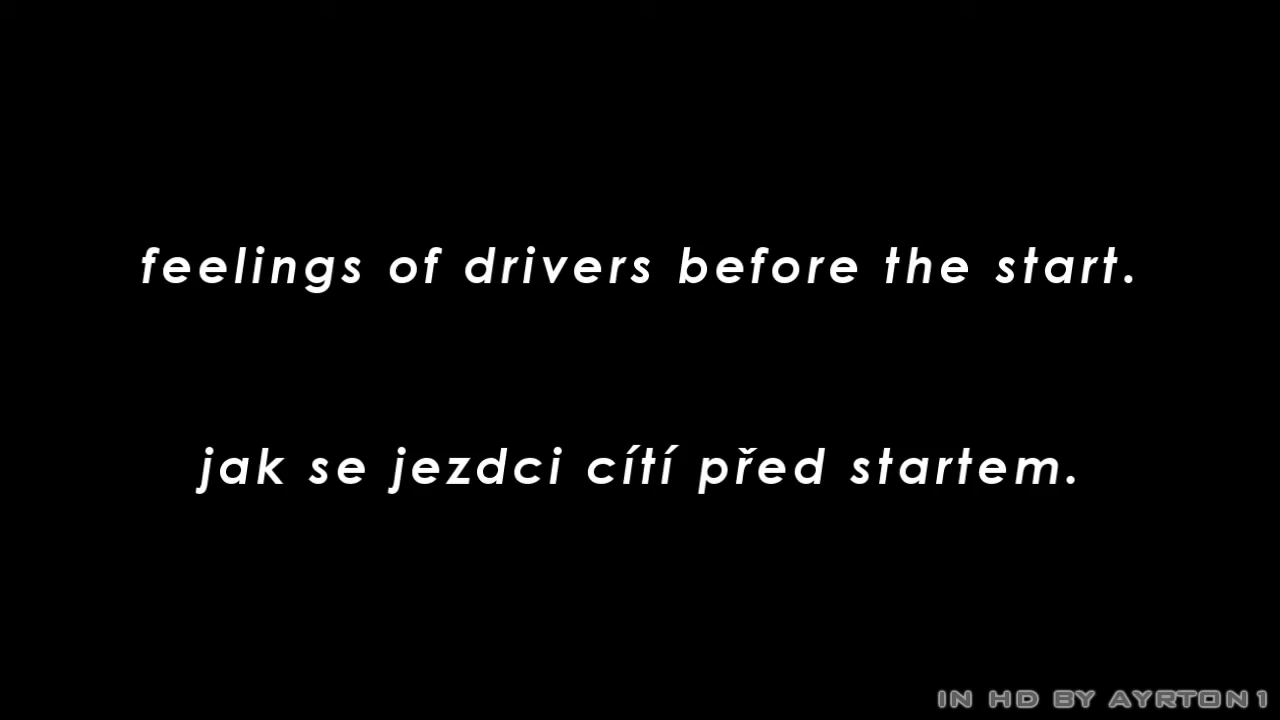 feelings of drivers before the start.
jak se jezdci cítí před startem.
IN HD BY AYRTON1